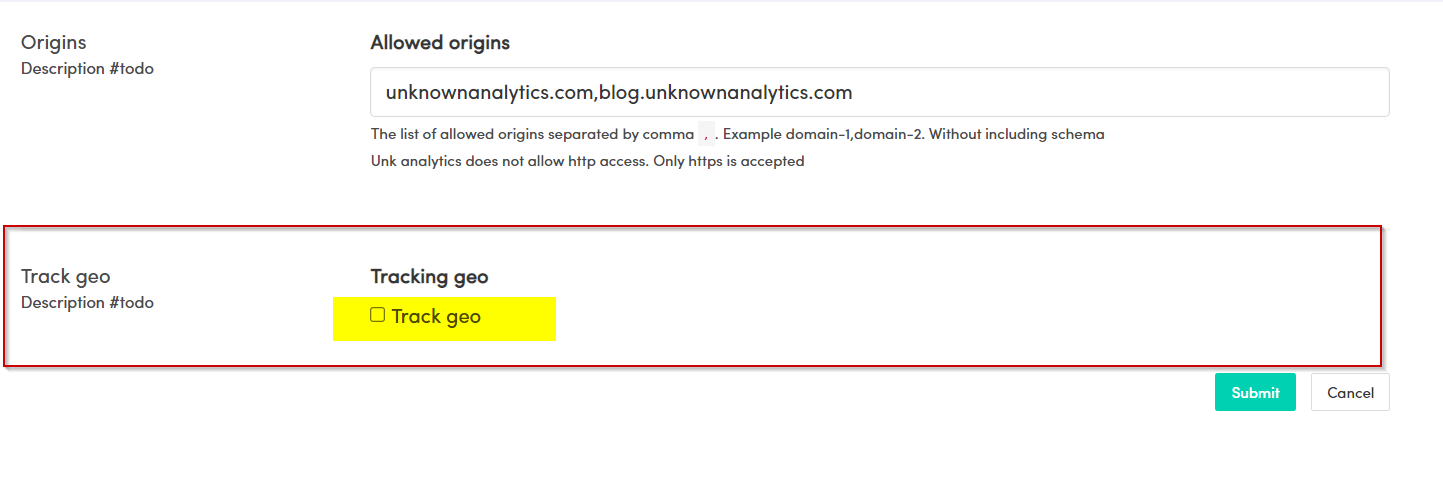 Origins
Allowed origins
Description #todo
unknownanalytics.com,blog.unknownanalytics.com
The list of allowed origins separated by comma , . Example domain-1,domain-2. Without including schema
Unk analytics does not allow http access. Only https is accepted
Track geo
Tracking geo
Description #todo
Track geo
Submit
Cancel